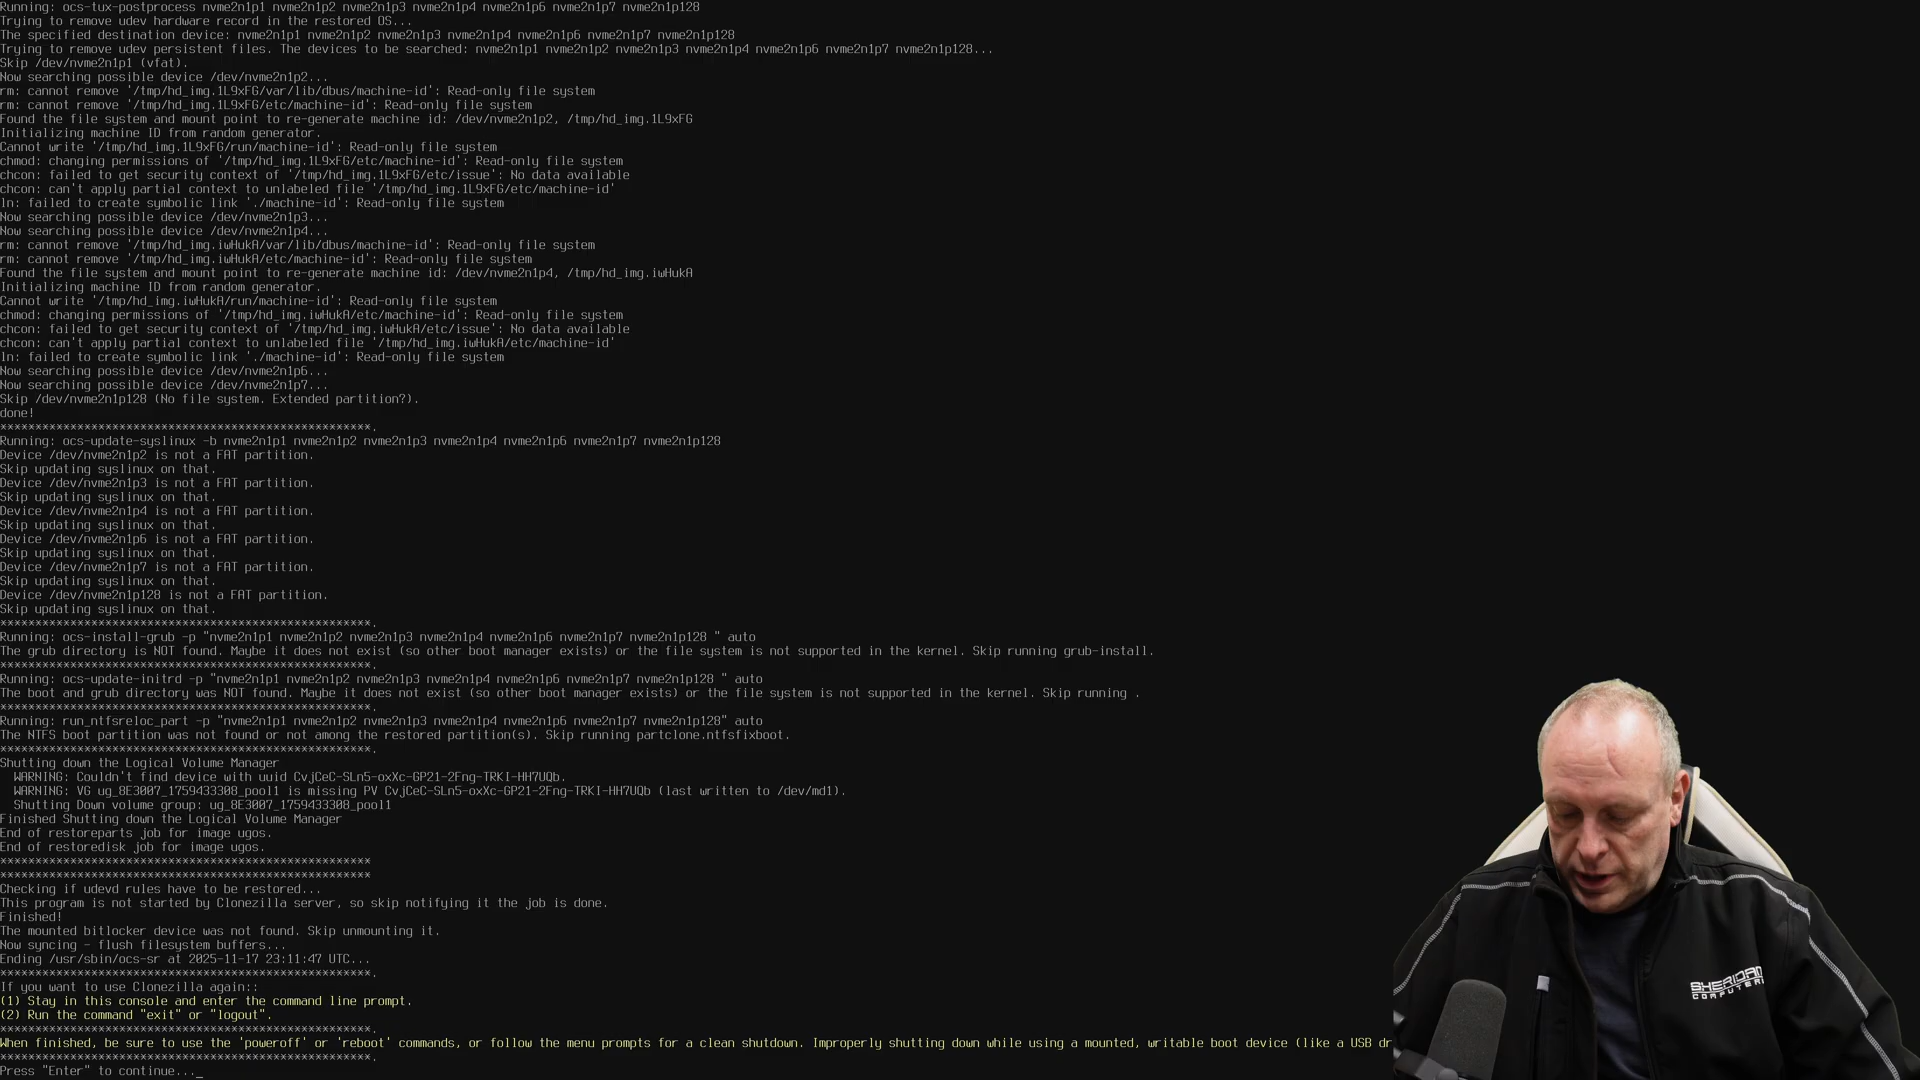 Running: ocs-tux-postprocess nvme2n1p1 nvme2n1p2 nvme2n1p3 nvme2n1p4 nvme2n1p6 nvme2n1p7 nvme2n1p128
Trying to remove udev hardware record in the restored OS...
The specified destination device: nvme2n1p1 nvme2n1p2 nvme2n1p3 nvme2n1p4 nvme2n1p6 nvme2n1p7 nvme2n1p128
Trying to remove udev persistent files. The devices to be searched: nvme2n1p1 nvme2n1p2 nvme2n1p3 nvme2n1p4 nvme2n1p6 nvme2n1p7 nvme2n1p128...
Skip /dev/nvme2n1p1 (vfat).
Now searching possible device /dev/nvme2n1p2...
rm: cannot remove '/tmp/hd_img.1L9xFG/var/lib/dbus/machine-id': Read-only file system
rm: cannot remove '/tmp/hd_img.1L9xFG/etc/machine-id': Read-only file system
Found the file system and mount point to re-generate machine id: /dev/nvme2n1p2, /tmp/hd_img.1L9xFG
Initializing machine ID from random generator.
Cannot write '/tmp/hd_img.1L9xFG/run/machine-id': Read-only file system
chmod: changing permissions of '/tmp/hd_img.1L9xFG/etc/machine-id': Read-only file system
chcon: failed to get security context of '/tmp/hd_img.1L9xFG/etc/issue': No data available
chcon: can't apply partial context to unlabeled file '/tmp/hd_img.1L9xFG/etc/machine-id'
ln: failed to create symbolic link './machine-id': Read-only file system
Now searching possible device /dev/nvme2n1p3...
Now searching possible device /dev/nvme2n1p4...
rm: cannot remove '/tmp/hd_img.iwHukA/var/lib/dbus/machine-id': Read-only file system
rm: cannot remove '/tmp/hd_img.iwHukA/etc/machine-id': Read-only file system
Found the file system and mount point to re-generate machine id: /dev/nvme2n1p4, /tmp/hd_img.iwHukA
Initializing machine ID from random generator.
Cannot write '/tmp/hd_img.iwHukA/run/machine-id': Read-only file system
chmod: changing permissions of '/tmp/hd_img.iwHukA/etc/machine-id': Read-only file system
chcon: failed to get security context of '/tmp/hd_img.iwHukA/etc/issue': No data available
chcon: can't apply partial context to unlabeled file '/tmp/hd_img.iwHukA/etc/machine-id'
ln: failed to create symbolic link './machine-id': Read-only file system
Now searching possible device /dev/nvme2n1p6...
Now searching possible device /dev/nvme2n1p7...
Skip /dev/nvme2n1p128 (No file system. Extended partition?).
done!
*****************************************************.
Running: ocs-update-syslinux -b nvme2n1p1 nvme2n1p2 nvme2n1p3 nvme2n1p4 nvme2n1p6 nvme2n1p7 nvme2n1p128
Device /dev/nvme2n1p2 is not a FAT partition.
Skip updating syslinux on that.
Device /dev/nvme2n1p3 is not a FAT partition.
Skip updating syslinux on that.
Device /dev/nvme2n1p4 is not a FAT partition.
Skip updating syslinux on that.
Device /dev/nvme2n1p6 is not a FAT partition.
Skip updating syslinux on that.
Device /dev/nvme2n1p7 is not a FAT partition.
Skip updating syslinux on that.
Device /dev/nvme2n1p128 is not a FAT partition.
Skip updating syslinux on that.
*****************************************************.
Running: ocs-install-grub -p "nvme2n1p1 nvme2n1p2 nvme2n1p3 nvme2n1p4 nvme2n1p6 nvme2n1p7 nvme2n1p128 " auto
The grub directory is NOT found. Maybe it does not exist (so other boot manager exists) or the file system is not supported in the kernel. Skip running grub-install.
*****************************************************.
Running: ocs-update-initrd -p "nvme2n1p1 nvme2n1p2 nvme2n1p3 nvme2n1p4 nvme2n1p6 nvme2n1p7 nvme2n1p128 " auto
The boot and grub directory was NOT found. Maybe it does not exist (so other boot manager exists) or the file system is not supported in the kernel. Skip running .
*****************************************************.
Running: run_ntfsreloc_part -p "nvme2n1p1 nvme2n1p2 nvme2n1p3 nvme2n1p4 nvme2n1p6 nvme2n1p7 nvme2n1p128" auto
The NTFS boot partition was not found or not among the restored partition(s). Skip running partclone.ntfsfixboot.
*****************************************************.
Shutting down the Logical Volume Manager
WARNING: Couldn't find device with uuid CvjCeC-SLn5-oxXc-GP21-2Fng-TRKI-HH7UQb.
WARNING: VG ug_8E3007_1759433308_pool1 is missing PV CvjCeC-SLn5-oxXc-GP21-2Fng-TRKI-HH7UQb (last written to /dev/md1).
Shutting Down volume group: ug_8E3007_1759433308_pool1
Finished Shutting down the Logical Volume Manager
End of restoreparts job for image ugos.
End of restoredisk job for image ugos.
*****************************************************
*****************************************************
Checking if udevd rules have to be restored...
This program is not started by Clonezilla server, so skip notifying it the job is done.
Finished!
The mounted bitlocker device was not found. Skip unmounting it.
Now syncing - flush filesystem buffers...
Ending /usr/sbin/ocs-sr at 2025-11-17 23:11:47 UTC...
*****************************************************.
If you want to use Clonezilla again::
(1) Stay in this console and enter the command line prompt.
(2) Run the command "exit" or "logout".
*****************************************************.
When finished, be sure to use the 'poweroff' or 'reboot' commands, or follow the menu prompts for a clean shutdown. Improperly shutting down while using a mounted, writable boot device (like a USB dr
*****************************************************.
Press "Enter" to continue..._
SHERIDAN
COMPUTERS